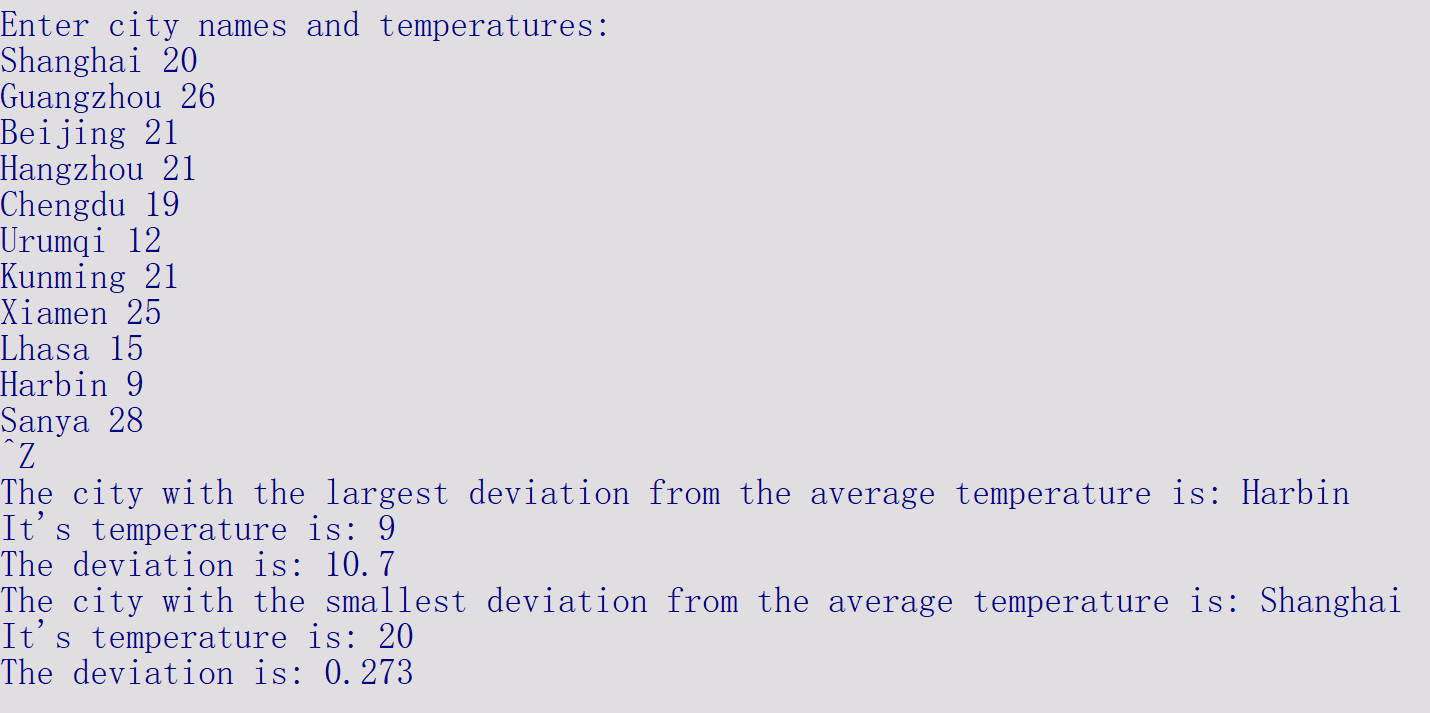 Enter city names and temperatures:
Shanghai 20
Guangzhou 26
Beijing 21
Hangzhou 21
Chengdu 19
Urumqi 12
Kunming 21
Xiamen 25
Lhasa 15
Harbin 9
Sanya 28
^Z
The city with the largest deviation from the average temperature is: Harbin
It's temperature is: 9
The deviation is: 10.7
The city with the smallest deviation from the average temperature is: Shanghai
It's temperature is: 20
The deviation is: 0.273